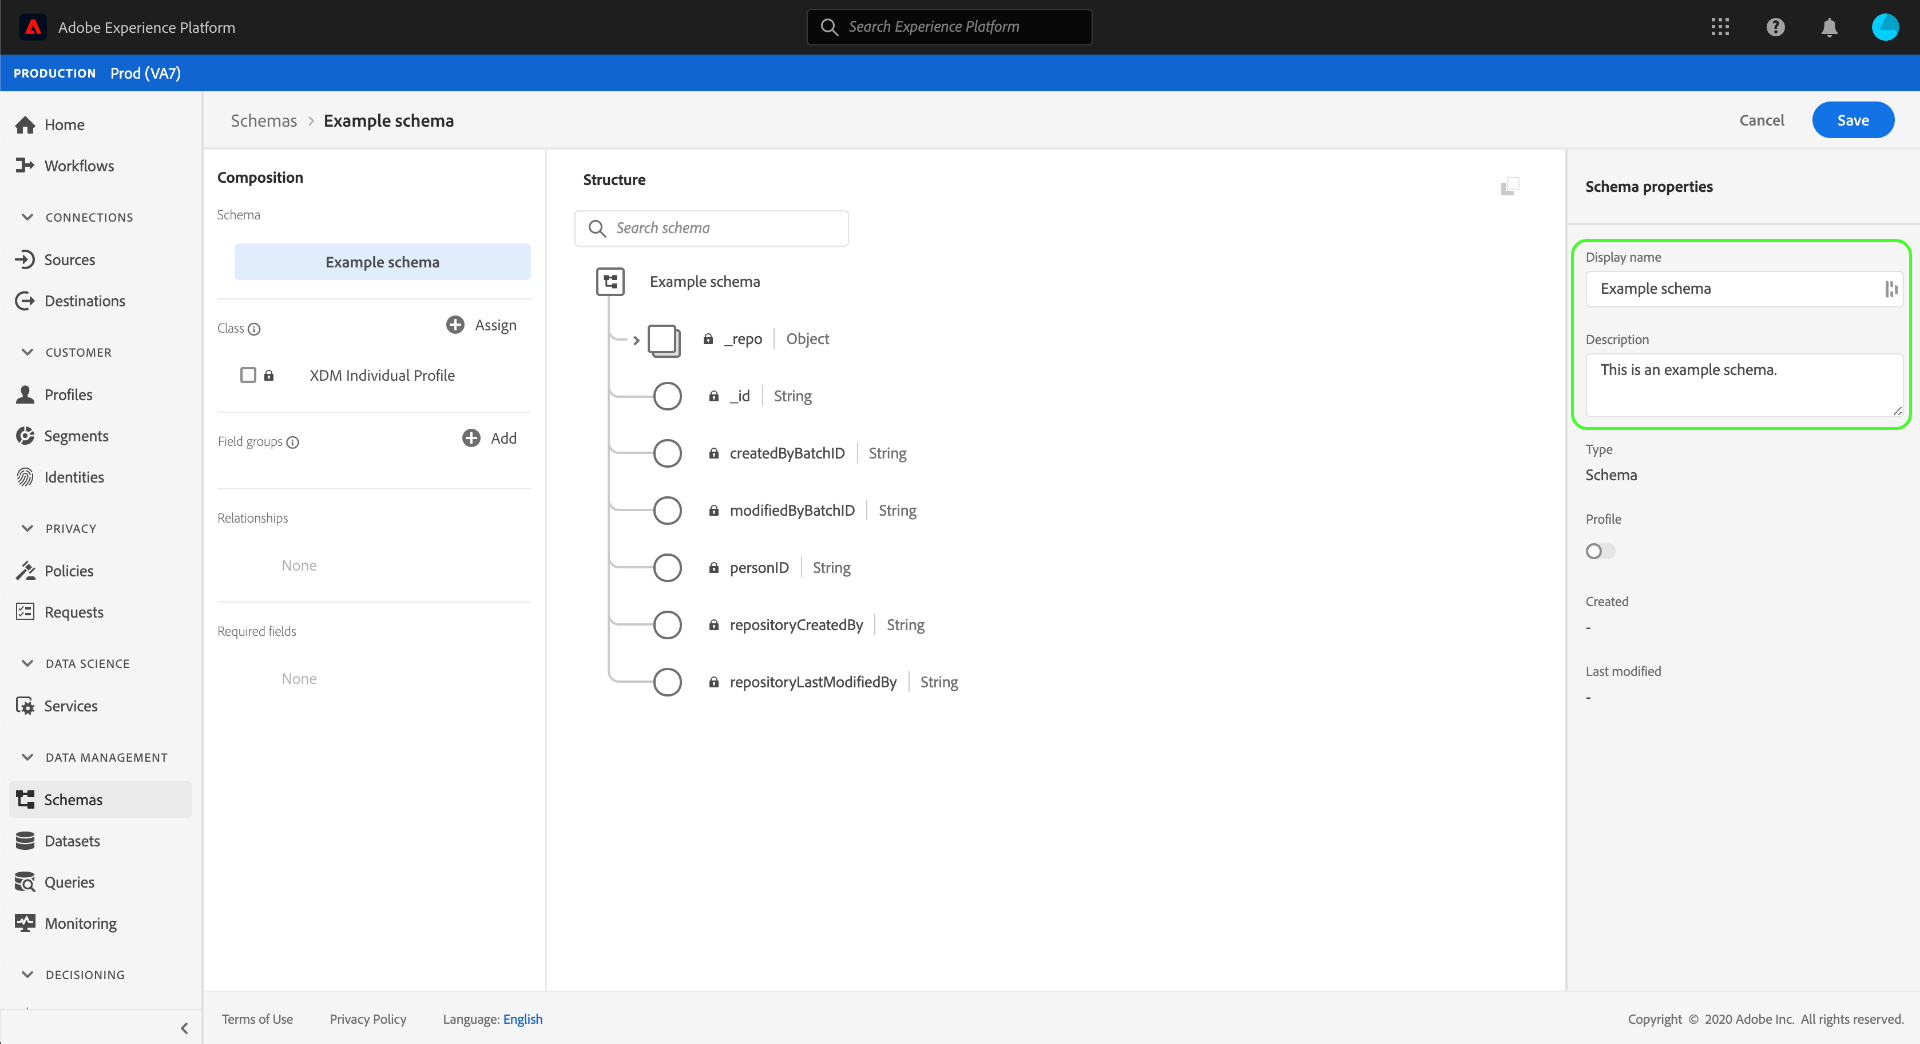 Adobe Experience Platform
Search Experience Platform
PRODUCTION Prod (VA7)
Home
Workflows
CONNECTIONS
Sources
Destinations
CUSTOMER
Profiles
Segments
Identities
PRIVACY
Policies
Requests
DATA SCIENCE
Services
DATA MANAGEMENT
Schemas
Datasets
Queries
Monitoring
DECISIONING
Schemas > Example schema
Cancel
Save
Composition
Schema
Example schema
Class
Assign
XDM Individual Profile
Field groups
Add
Relationships
None
Required fields
None
Structure
Search schema
Example schema
_repo | Object
_id | String
createdByBatchID | String
modifiedByBatchID | String
personID | String
repositoryCreatedBy | String
repositoryLastModifiedBy | String
Schema properties
Display name
Example schema
Description
This is an example schema.
Type
Schema
Profile
Created
-
Last modified
-
Terms of Use
Privacy Policy
Language: English
Copyright © 2020 Adobe Inc. All rights reserved.